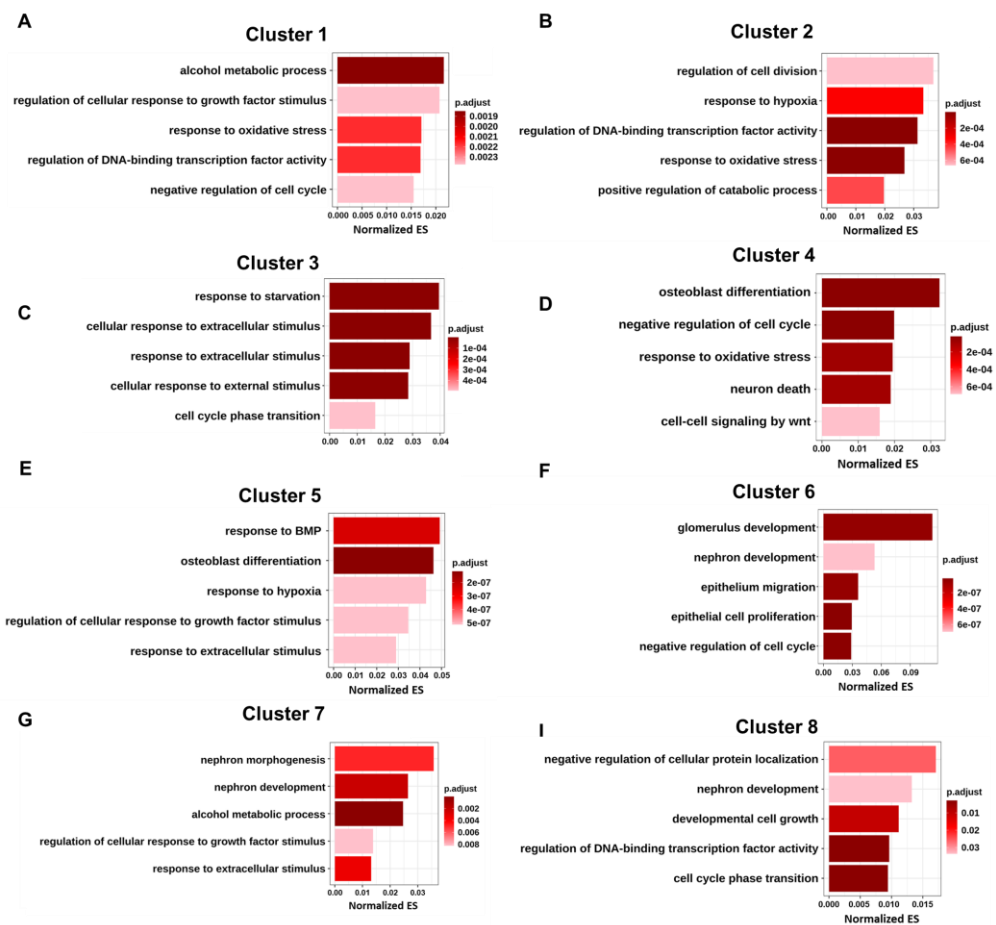 A
Cluster 1
alcohol metabolic process
regulation of cellular response to growth factor stimulus
response to oxidative stress
regulation of DNA-binding transcription factor activity
negative regulation of cell cycle
0.000 0.005 0.010 0.015 0.020
Normalized ES
p.adjust
0.0019
0.0020
0.0021
0.0022
0.0023
B
Cluster 2
regulation of cell division
response to hypoxia
regulation of DNA-binding transcription factor activity
response to oxidative stress
positive regulation of catabolic process
0.00 0.01 0.02 0.03
Normalized ES
p.adjust
2e-04
4e-04
6e-04
C
Cluster 3
response to starvation
cellular response to extracellular stimulus
response to extracellular stimulus
cellular response to external stimulus
cell cycle phase transition
0.00 0.01 0.02 0.03 0.04
Normalized ES
p.adjust
1e-04
2e-04
3e-04
4e-04
D
Cluster 4
osteoblast differentiation
negative regulation of cell cycle
response to oxidative stress
neuron death
cell-cell signaling by wnt
0.00 0.01 0.02 0.03
Normalized ES
p.adjust
2e-04
4e-04
6e-04
E
Cluster 5
response to BMP
osteoblast differentiation
response to hypoxia
regulation of cellular response to growth factor stimulus
response to extracellular stimulus
0.00 0.01 0.02 0.03 0.04 0.05
Normalized ES
p.adjust
2e-07
3e-07
4e-07
5e-07
F
Cluster 6
glomerulus development
nephron development
epithelium migration
epithelial cell proliferation
negative regulation of cell cycle
0.00 0.03 0.06 0.09
Normalized ES
p.adjust
2e-07
4e-07
6e-07
G
Cluster 7
nephron morphogenesis
nephron development
alcohol metabolic process
regulation of cellular response to growth factor stimulus
response to extracellular stimulus
0.00 0.01 0.02 0.03
Normalized ES
p.adjust
0.002
0.004
0.006
0.008
I
Cluster 8
negative regulation of cellular protein localization
nephron development
developmental cell growth
regulation of DNA-binding transcription factor activity
cell cycle phase transition
0.000 0.005 0.010 0.015
Normalized ES
p.adjust
0.01
0.02
0.03